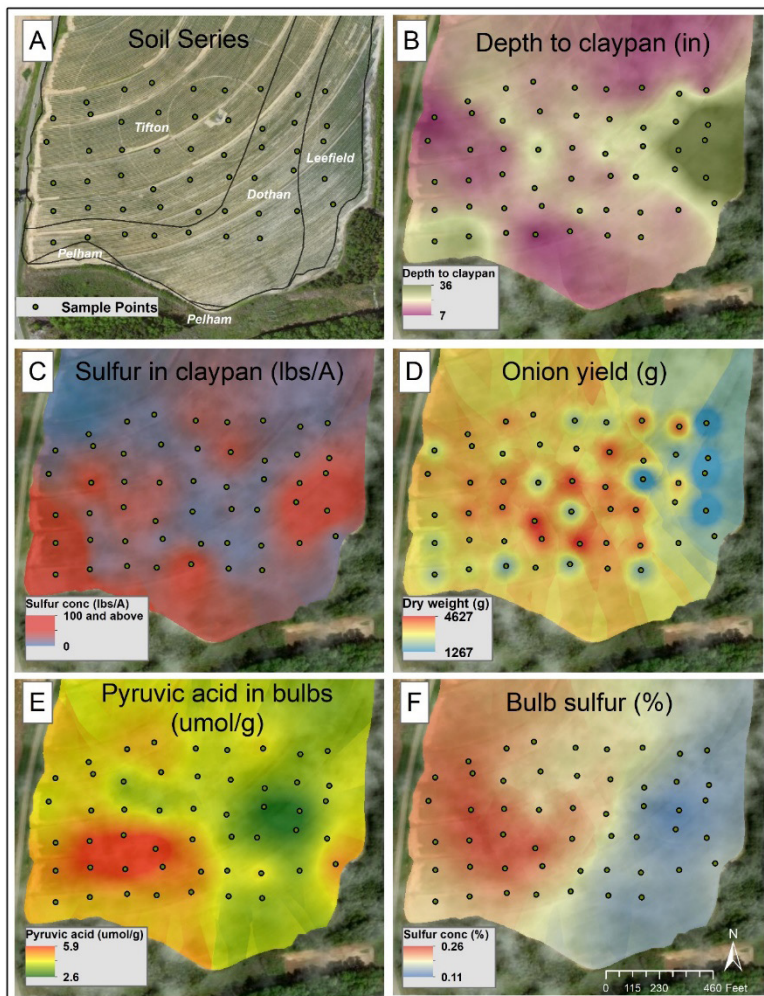 A
Soil Series
Tifton
Leefield
Dothan
Pelham
Sample Points
Pelham
B
Depth to claypan (in)
Depth to claypan
36
7
C
Sulfur in claypan (lbs/A)
Sulfur conc (lbs/A)
100 and above
0
D
Onion yield (g)
Dry weight (g)
4627
1267
E
Pyruvic acid in bulbs
(umol/g)
Pyruvic acid (umol/g)
5.9
2.6
F
Bulb sulfur (%)
Sulfur conc (%)
0.26
0.11
N
0 115 230 460 Feet